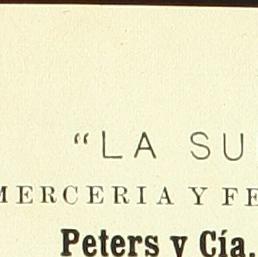 "LA SU
MERCERIA Y FE
Peters y Cía.